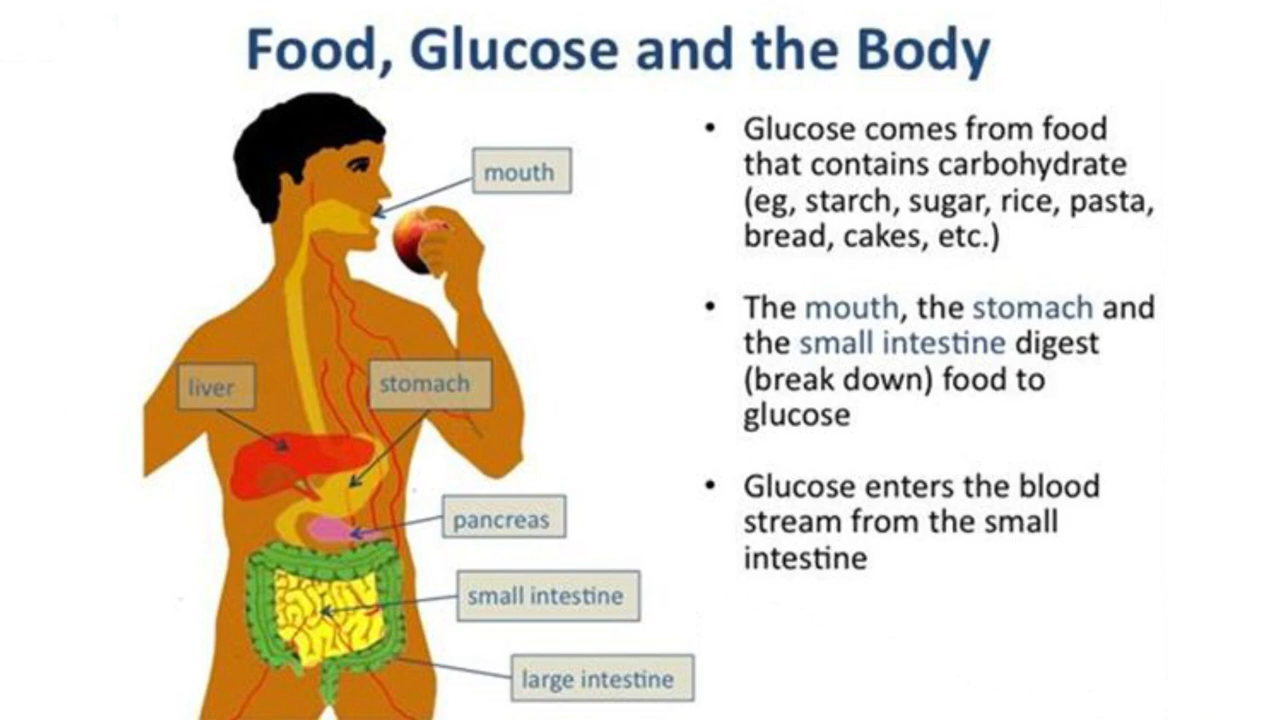 Food, Glucose and the Body
mouth
liver
stomach
pancreas
small intestine
large intestine
• Glucose comes from food
that contains carbohydrate
(eg, starch, sugar, rice, pasta,
bread, cakes, etc.)
• The mouth, the stomach and
the small intestine digest
(break down) food to
glucose
• Glucose enters the blood
stream from the small
intestine